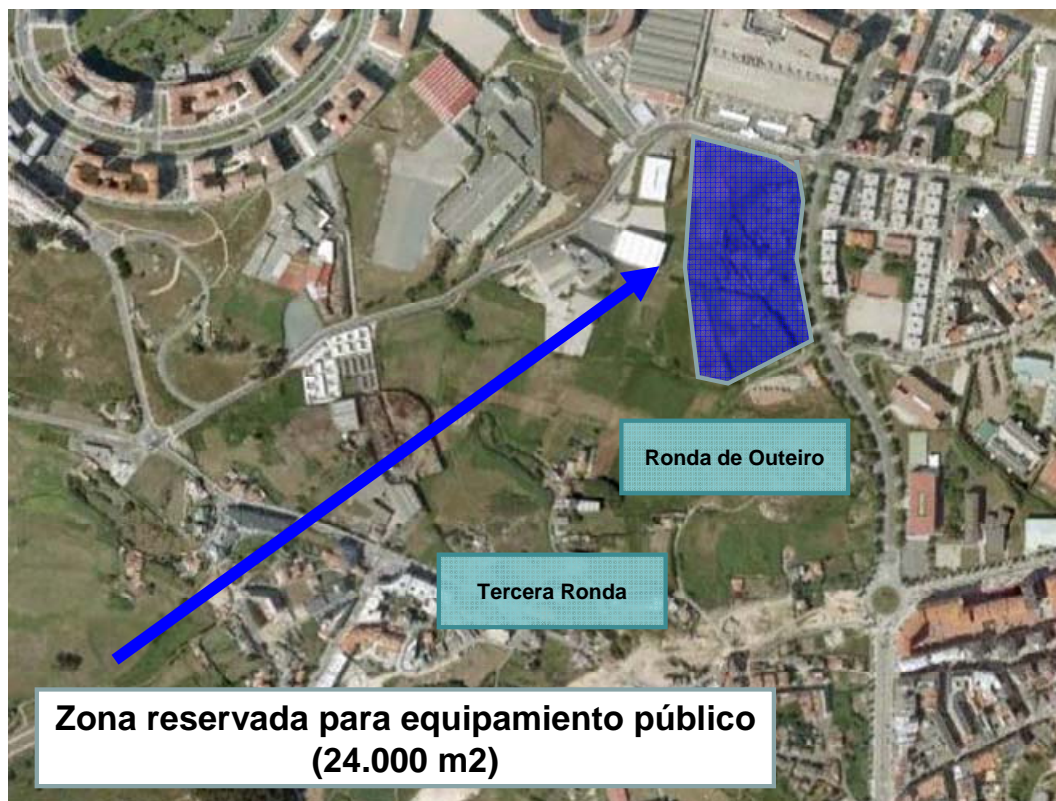 Ronda de Outeiro
Tercera Ronda
Zona reservada para equipamiento público
(24.000 m2)